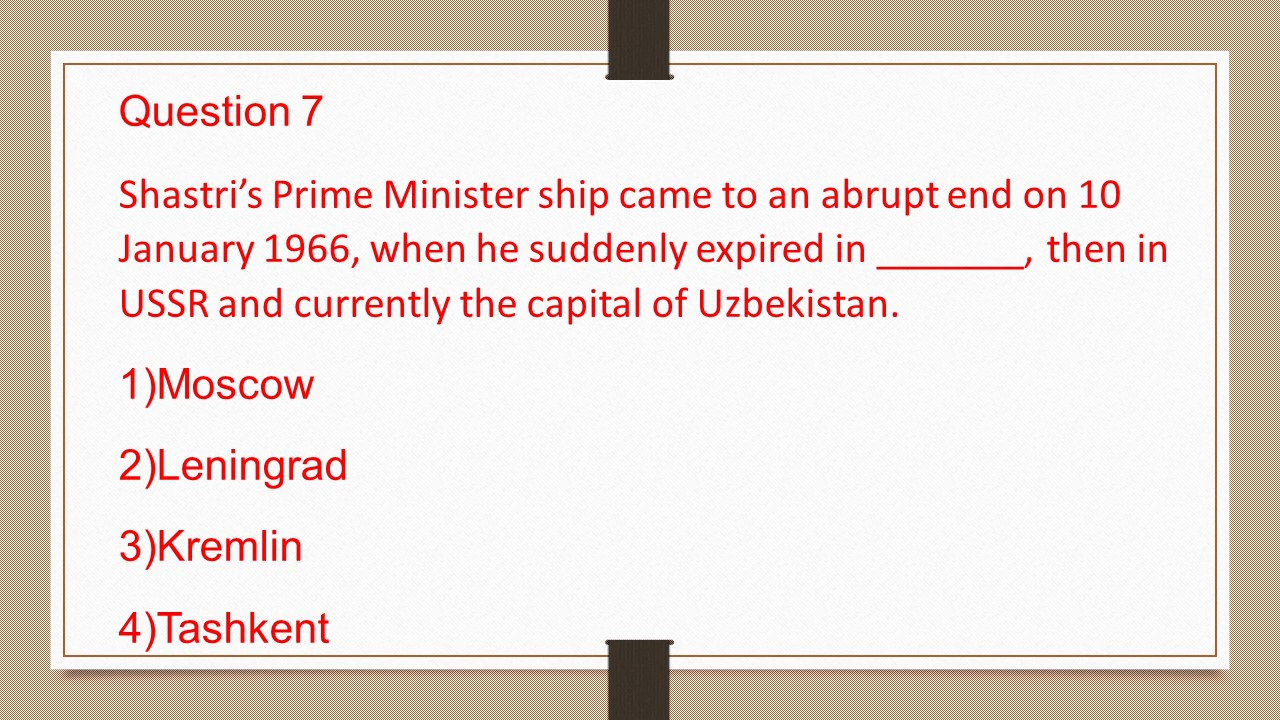 Question 7
Shastri’s Prime Minister ship came to an abrupt end on 10
January 1966, when he suddenly expired in _______, then in
USSR and currently the capital of Uzbekistan.
1)Moscow
2)Leningrad
3)Kremlin
4)Tashkent